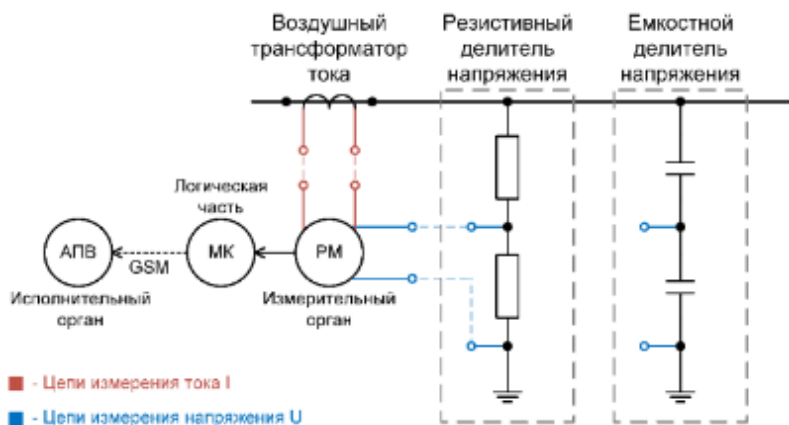 Воздушный
трансформатор
тока
Резистивный
делитель
напряжения
Емкостной
делитель
напряжения
Логическая
часть
АПВ
GSM
МК
РМ
Исполнительный
орган
Измерительный
орган
- Цепи измерения тока I
- Цепи измерения напряжения U